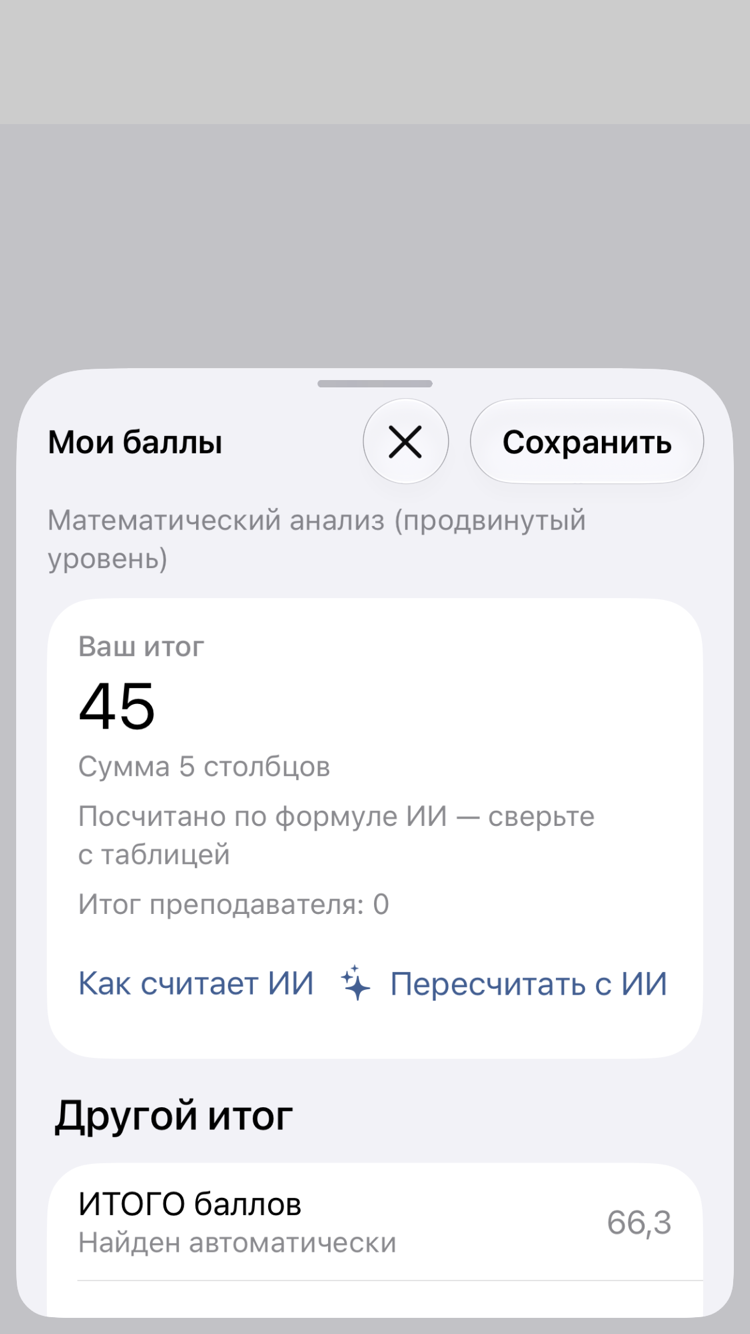 Мои баллы
Сохранить
Математический анализ (продвинутый
уровень)
Ваш итог
45
Сумма 5 столбцов
Посчитано по формуле ИИ — сверьте
с таблицей
Итог преподавателя: 0
Как считает ИИ
Пересчитать с ИИ
Другой итог
ИТОГО баллов
66,3
Найден автоматически